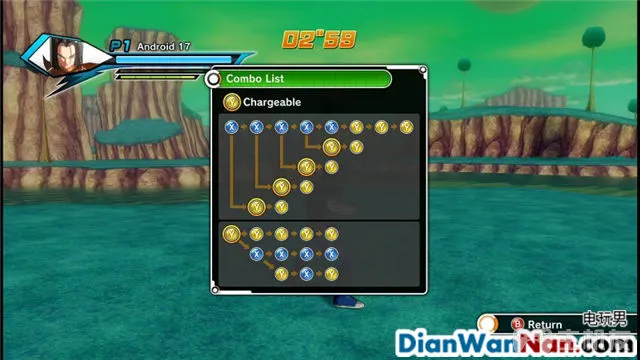 P1 Android 17
02"59
Combo List
Y Chargeable
X X X X X Y Y Y
Y Y
Y Y
Y Y
Y Y
Y Y Y Y Y
X X X X
Y X Y
B Return
电玩男
DianWanNan.com